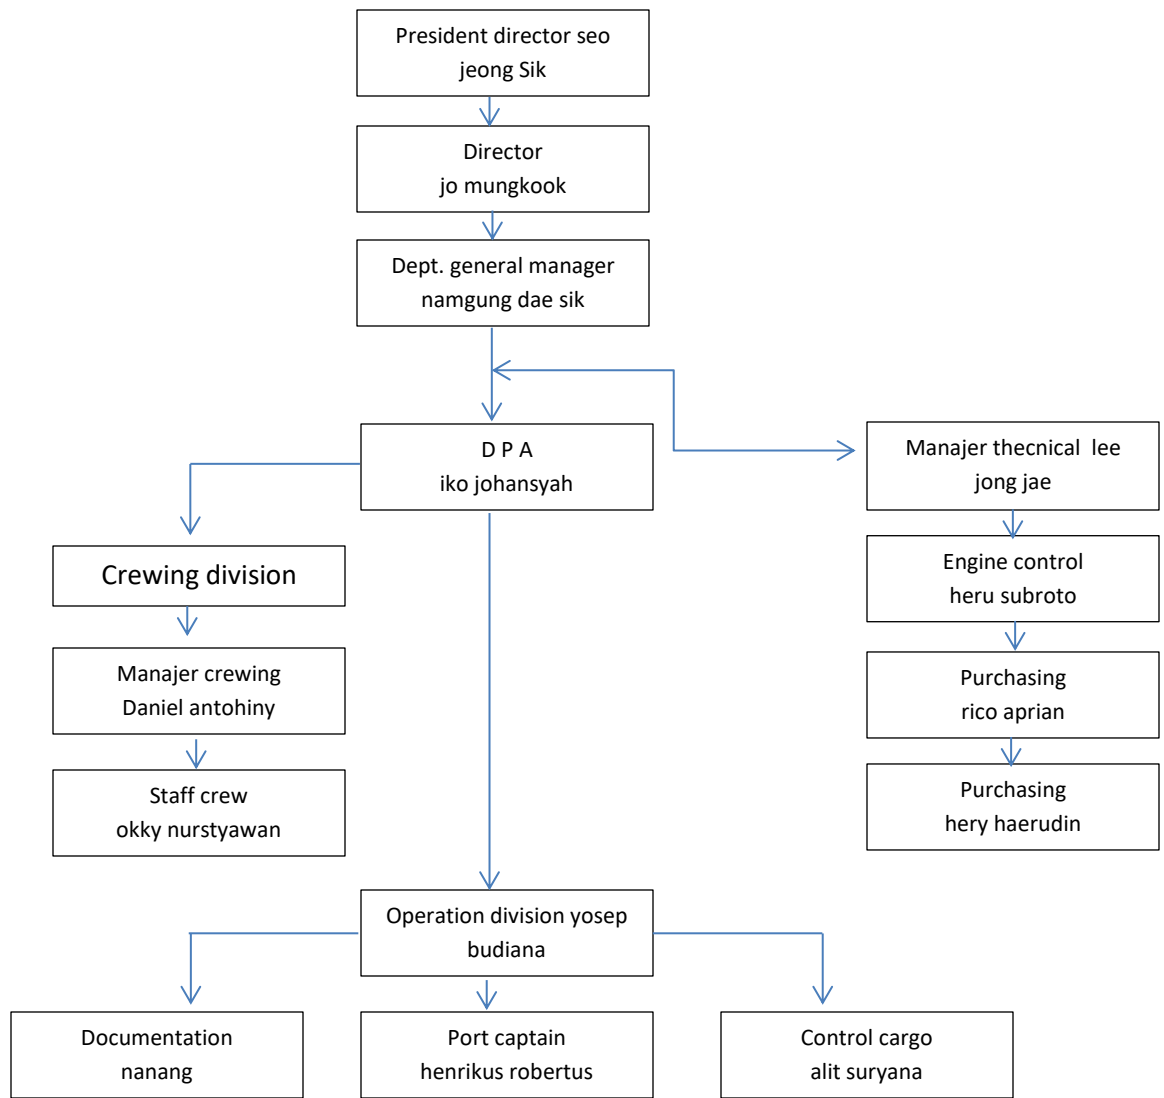 President director seo
jeong Sik
Director
jo mungkook
Dept. general manager
namgung dae sik
D P A
iko johansyah
Manajer thecnical lee
jong jae
Crewing division
Engine control
heru subroto
Manajer crewing
Daniel antohiny
Purchasing
rico aprian
Staff crew
okky nurstyawan
Purchasing
hery haerudin
Operation division yosep
budiana
Documentation
nanang
Port captain
henrikus robertus
Control cargo
alit suryana